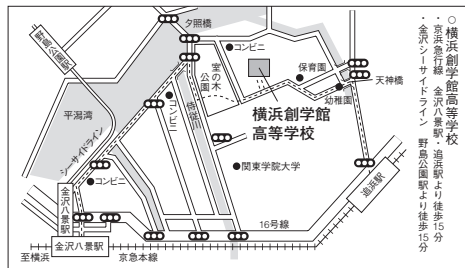 ○横浜創学館高等学校
・京浜急行線 金沢八景駅・追浜駅より徒歩15分
・金沢シーサイドライン 野島公園駅より徒歩15分
夕照橋
野島公園駅
コンビニ
室の木
公園
保育園
天神橋
幼稚園
コンビニ
平潟湾
横浜創学館
高等学校
シーサイドライン
関東学院大学
追浜駅
コンビニ
金沢八景駅
16号線
至横浜
金沢八景駅
京急本線